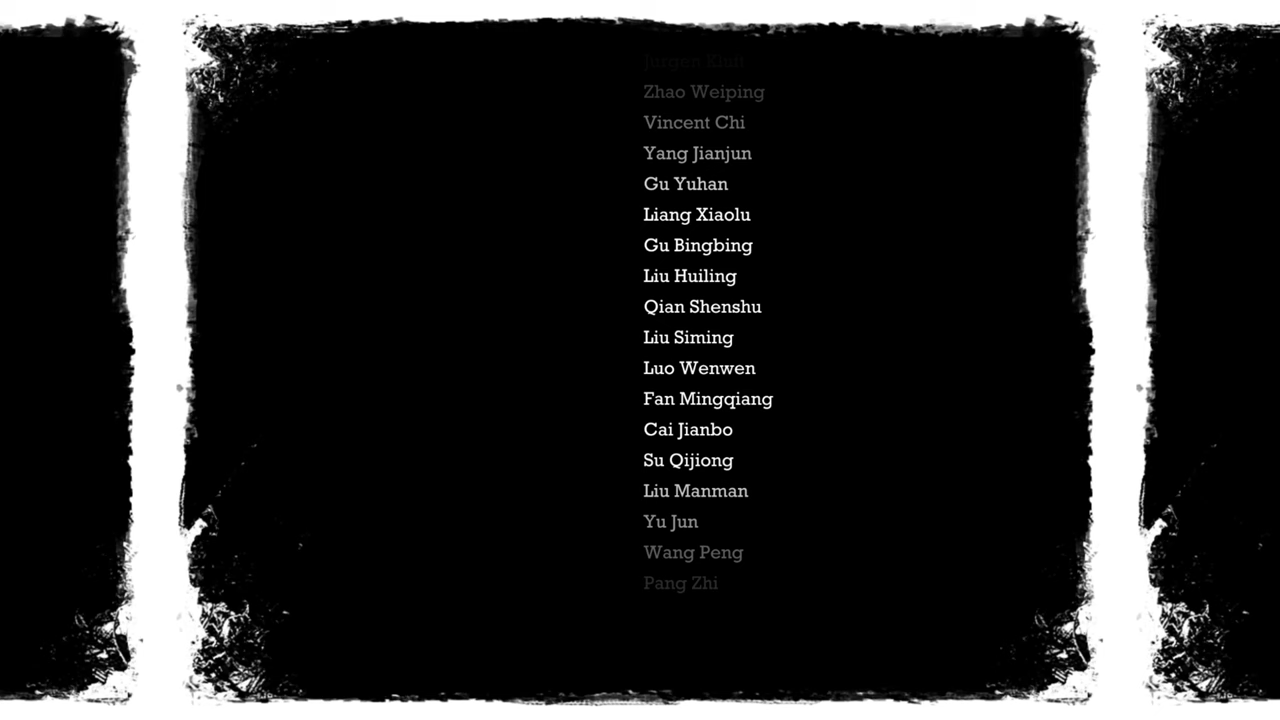 Zhao Weiping
Vincent Chi
Yang Jianjun
Gu Yuhan
Liang Xiaolu
Gu Bingbing
Liu Huiling
Qian Shenshu
Liu Siming
Luo Wenwen
Fan Mingqiang
Cai Jianbo
Su Qijiong
Liu Manman
Yu Jun
Wang Peng
Pang Zhi